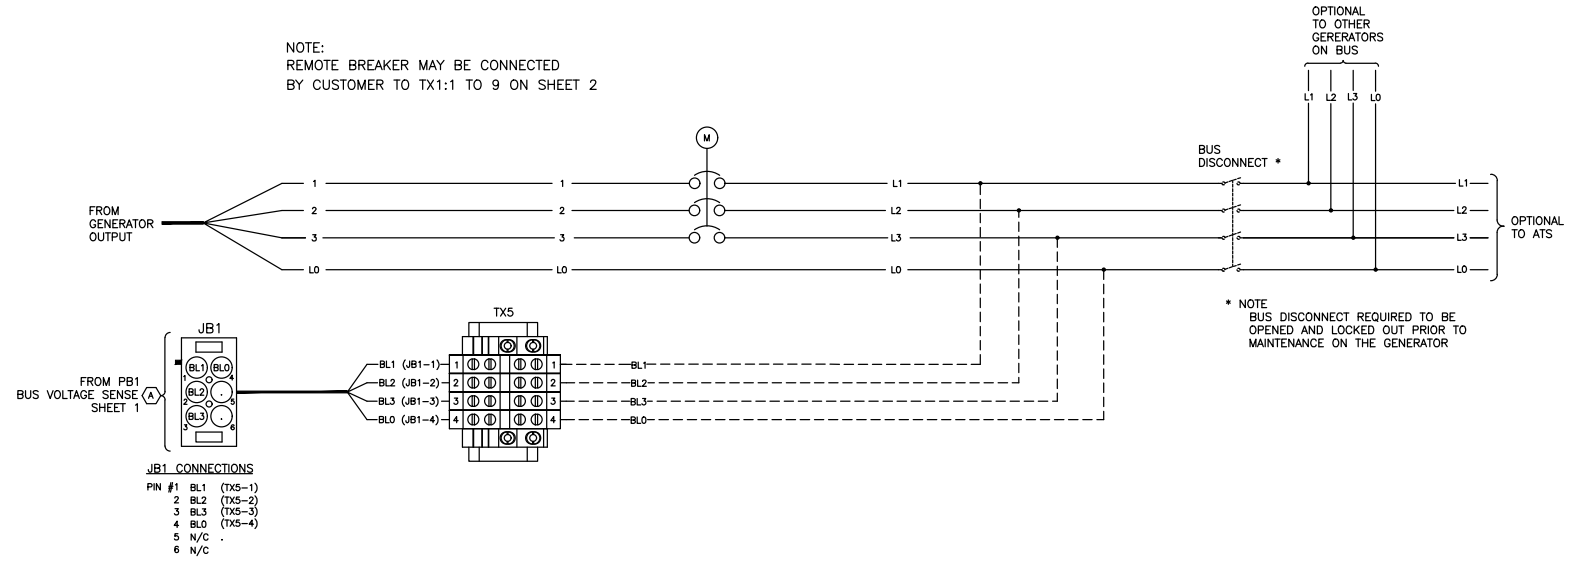 OPTIONAL
TO OTHER
GERERATORS
ON BUS
NOTE:
REMOTE BREAKER MAY BE CONNECTED
BY CUSTOMER TO TX1:1 TO 9 ON SHEET 2
L1 L2 L3 L0
M
BUS
DISCONNECT *
FROM
GENERATOR
OUTPUT
1 1 L1 L1
2 2 L2 L2
3 3 L3 L3
L0 L0 L0 L0
OPTIONAL
TO ATS
* NOTE
BUS DISCONNECT REQUIRED TO BE
OPENED AND LOCKED OUT PRIOR TO
MAINTENANCE ON THE GENERATOR
JB1
FROM PB1
BUS VOLTAGE SENSE
SHEET 1
A
BL1 BL0
1 4
BL2 .
2 5
BL3 .
3 6
TX5
BL1 (JB1-1) 1 1 BL1
BL2 (JB1-2) 2 2 BL2
BL3 (JB1-3) 3 3 BL3
BL0 (JB1-4) 4 4 BL0
JB1 CONNECTIONS
PIN #1 BL1 (TX5-1)
2 BL2 (TX5-2)
3 BL3 (TX5-3)
4 BL0 (TX5-4)
5 N/C .
6 N/C